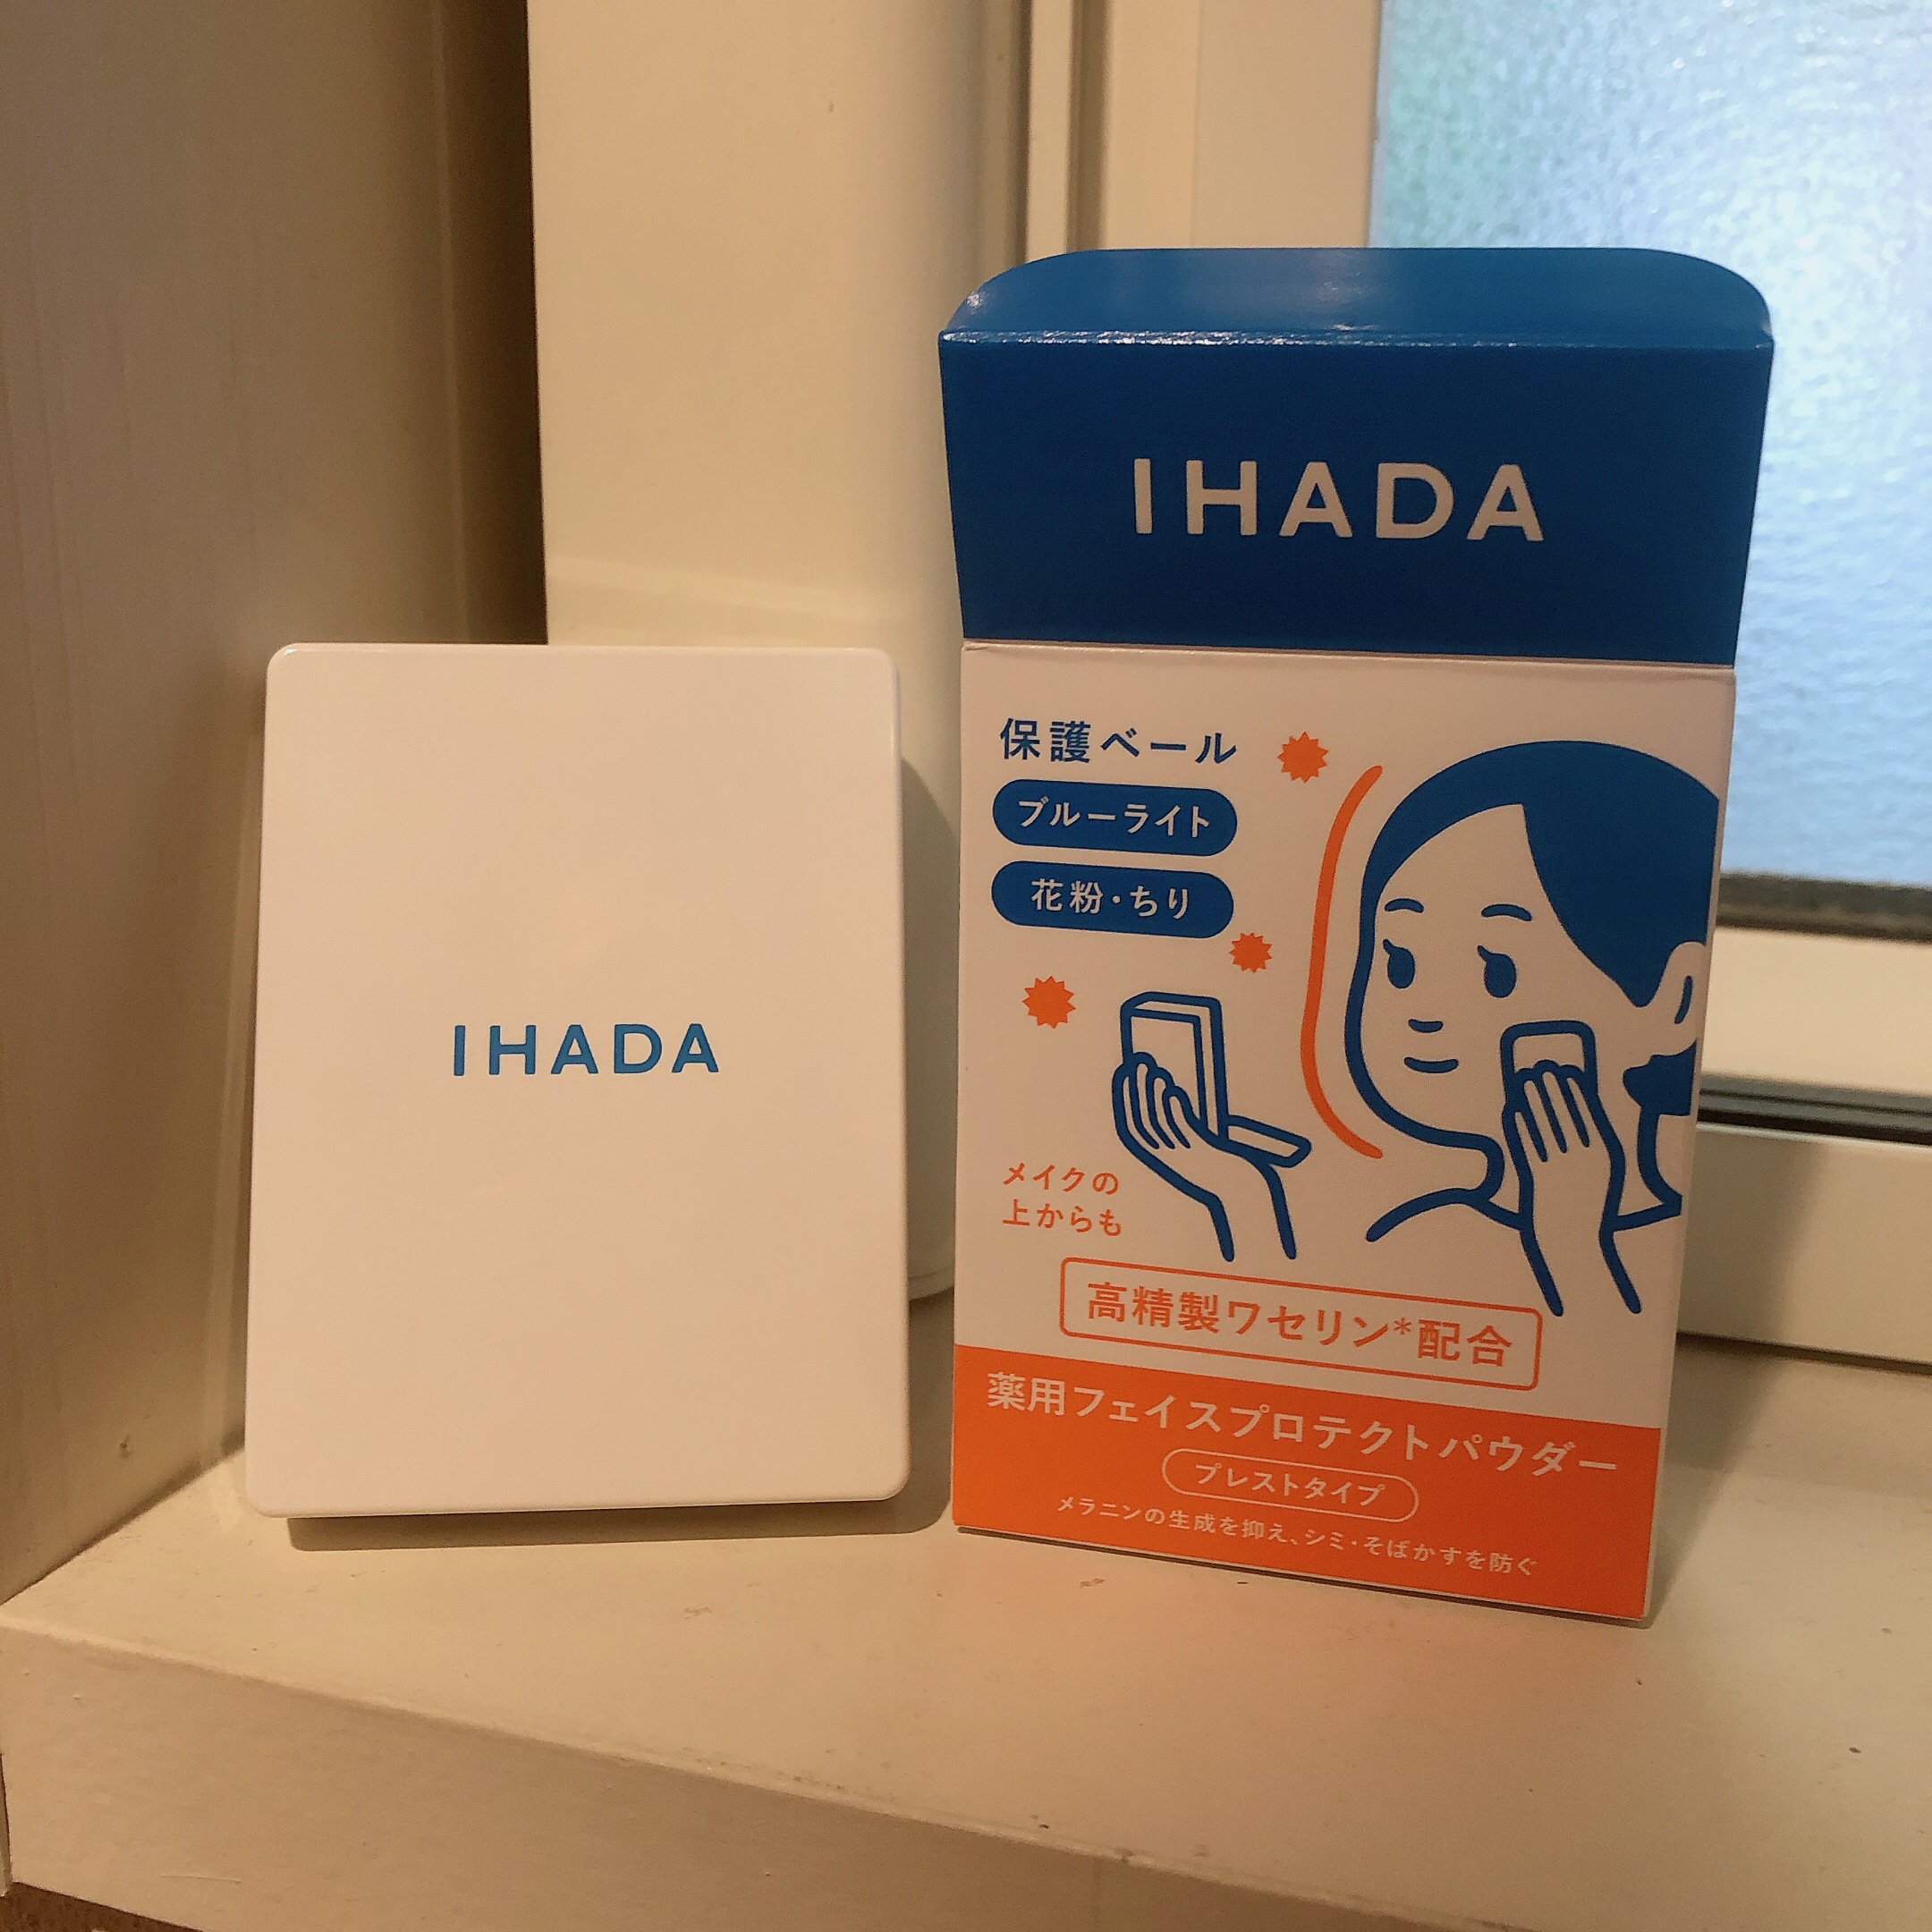 IHADA
IHADA
保護ベール
ブルーライト
花粉・ちり
メイクの
上からも
高精製ワセリン*配合
薬用フェイスプロテクトパウダー
プレストタイプ
メラニンの生成を抑え、シミ・そばかすを防ぐ